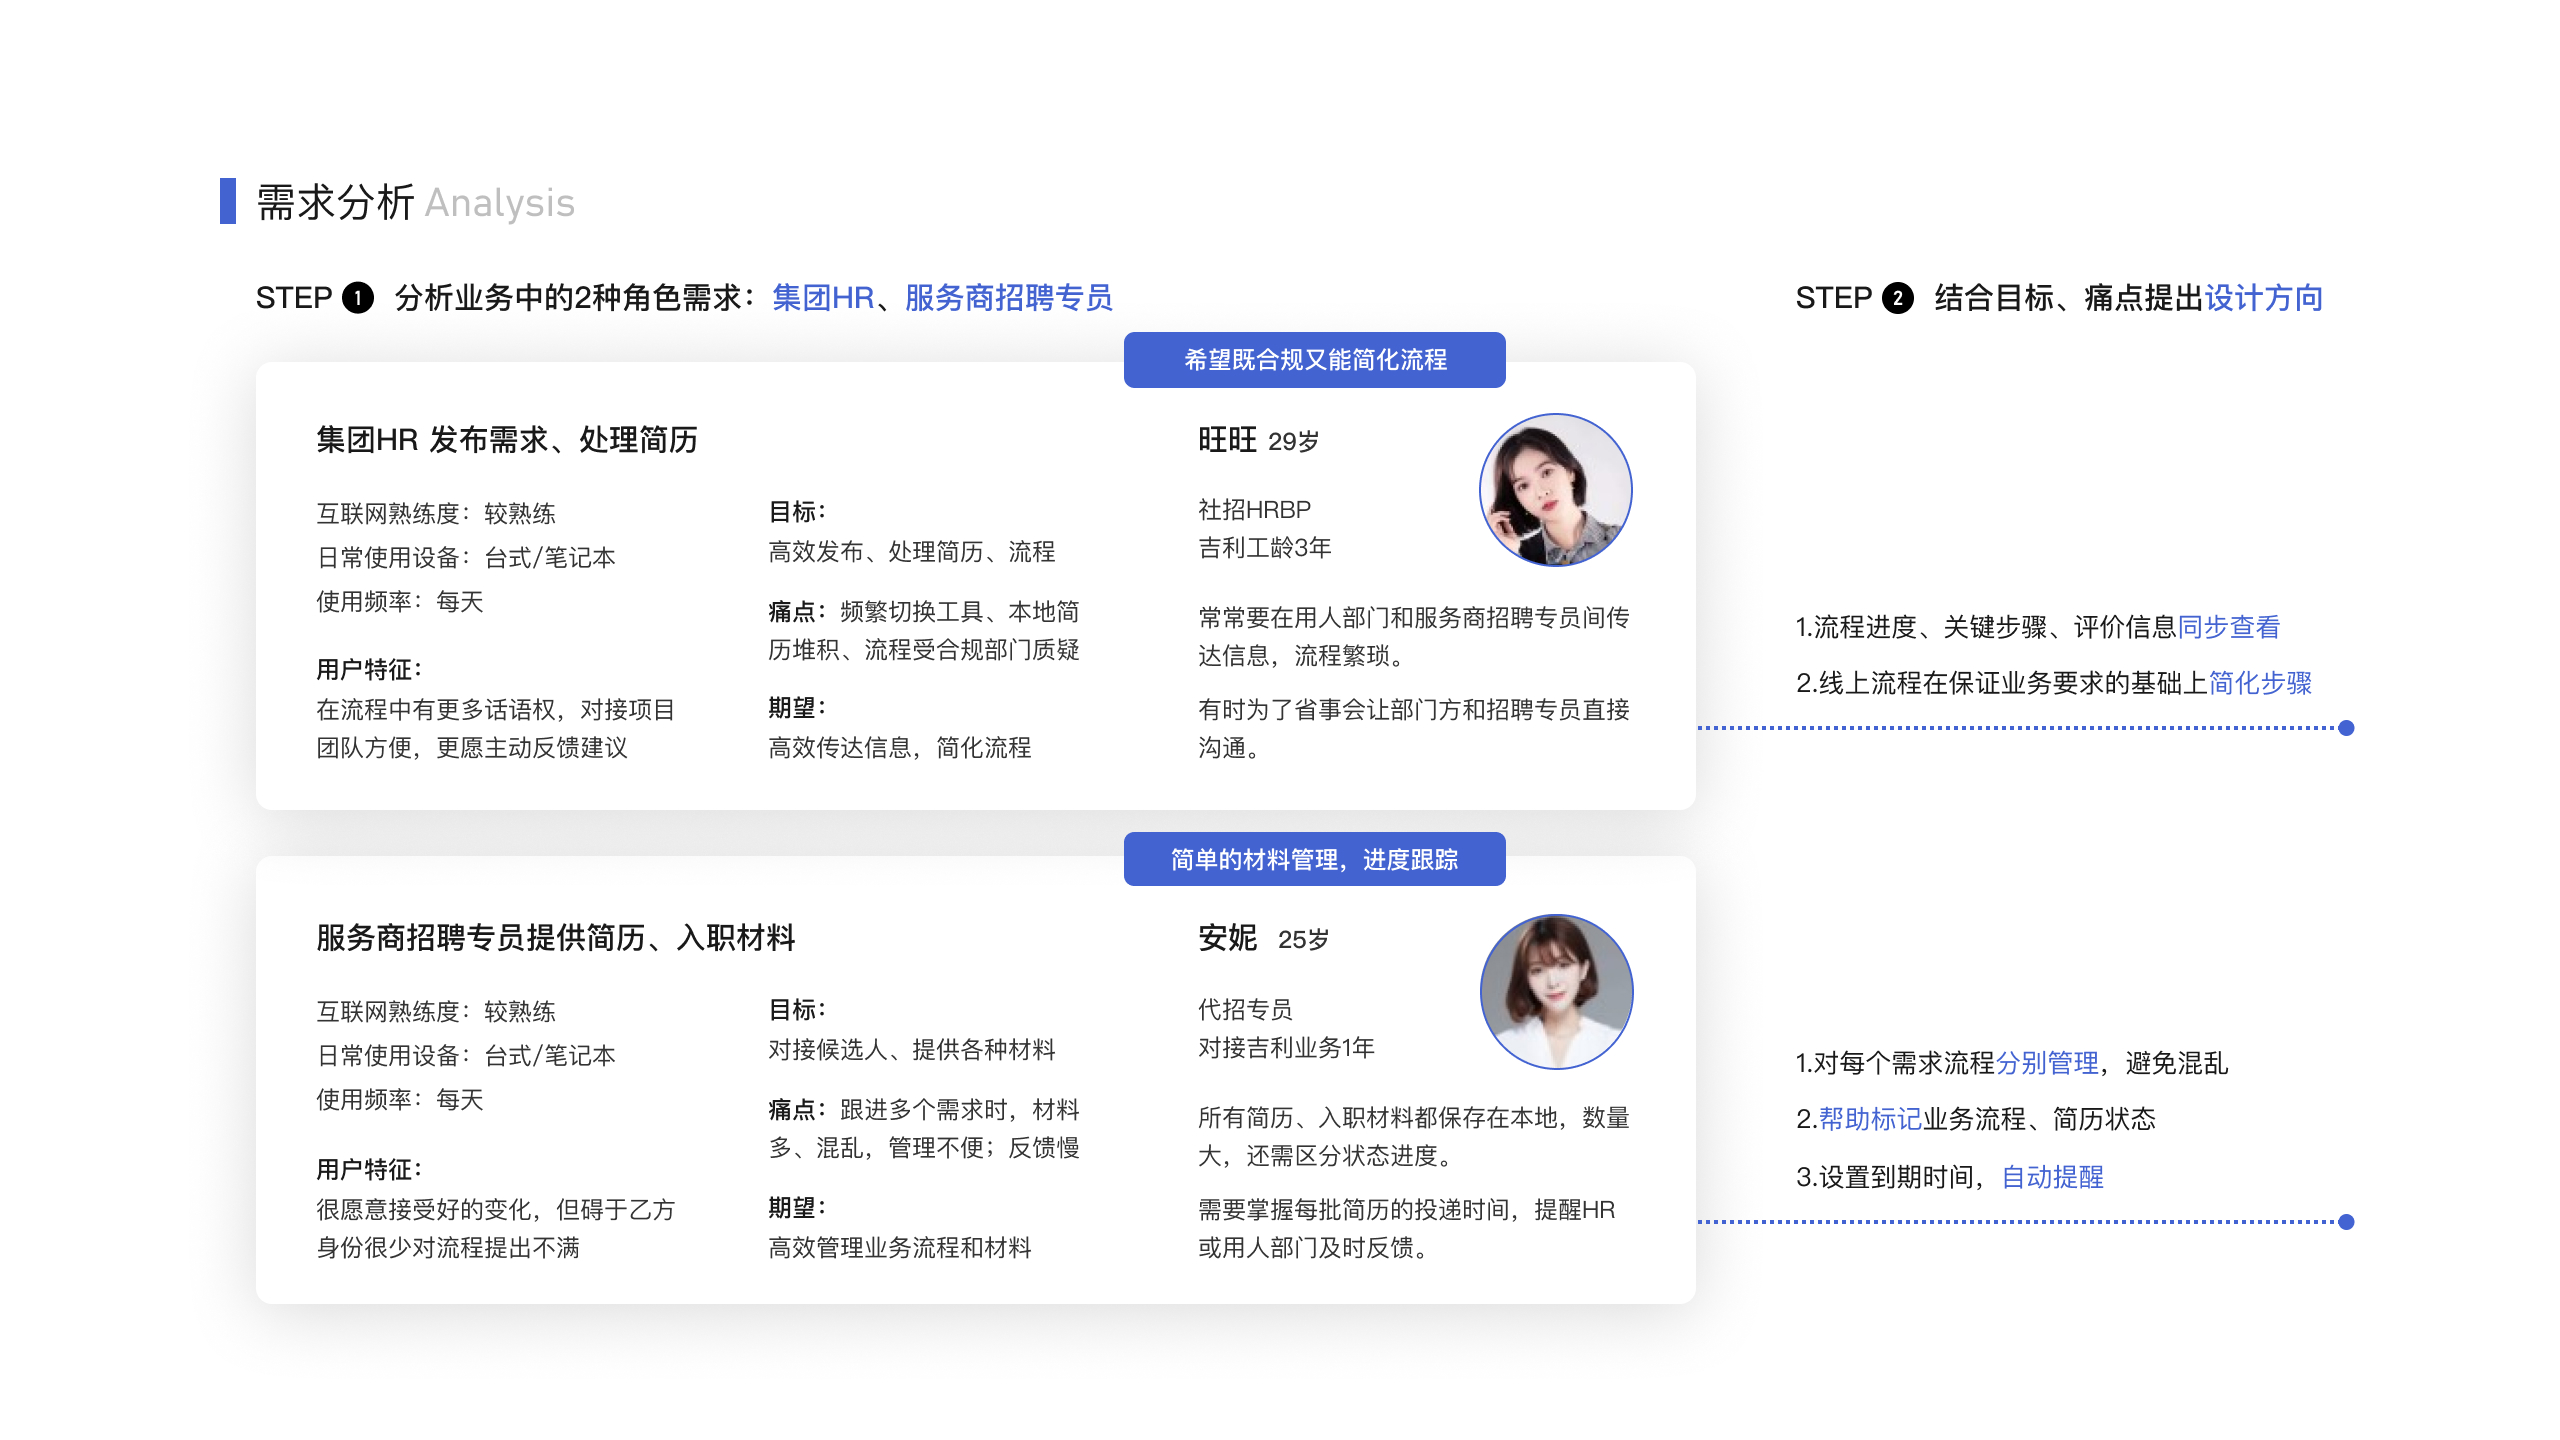 需求分析 Analysis
STEP 1 分析业务中的2种角色需求：集团HR、服务商招聘专员
STEP 2 结合目标、痛点提出设计方向
希望既合规又能简化流程
集团HR 发布需求、处理简历
互联网熟练度：较熟练
日常使用设备：台式/笔记本
使用频率：每天
用户特征：
在流程中有更多话语权，对接项目
团队方便，更愿主动反馈建议
目标：
高效发布、处理简历、流程
痛点：频繁切换工具、本地简
历堆积、流程受合规部门质疑
期望：
高效传达信息，简化流程
旺旺 29岁
社招HRBP
吉利工龄3年
常常要在用人部门和服务商招聘专员间传
达信息，流程繁琐。
有时为了省事会让部门方和招聘专员直接
沟通。
1.流程进度、关键步骤、评价信息同步查看
2.线上流程在保证业务要求的基础上简化步骤
简单的材料管理，进度跟踪
服务商招聘专员提供简历、入职材料
互联网熟练度：较熟练
日常使用设备：台式/笔记本
使用频率：每天
用户特征：
很愿意接受好的变化，但碍于乙方
身份很少对流程提出不满
目标：
对接候选人、提供各种材料
痛点：跟进多个需求时，材料
多、混乱，管理不便；反馈慢
期望：
高效管理业务流程和材料
安妮 25岁
代招专员
对接吉利业务1年
所有简历、入职材料都保存在本地，数量
大，还需区分状态进度。
需要掌握每批简历的投递时间，提醒HR
或用人部门及时反馈。
1.对每个需求流程分别管理，避免混乱
2.帮助标记业务流程、简历状态
3.设置到期时间，自动提醒